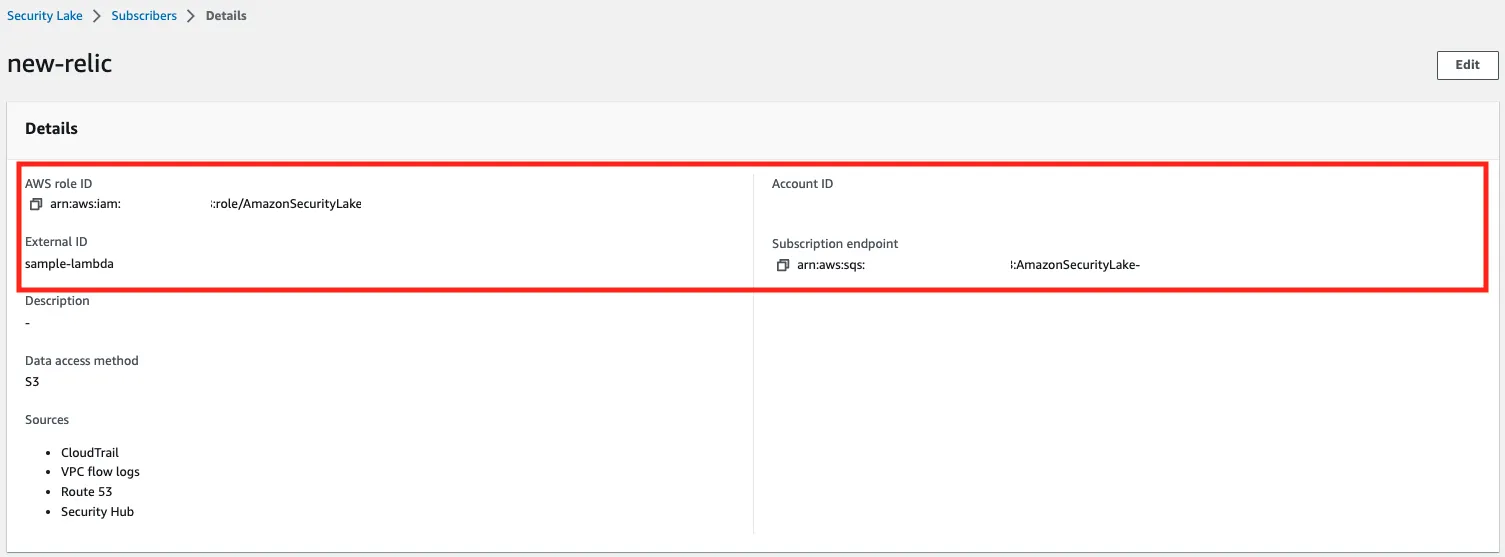 Security Lake > Subscribers > Details
new-relic
Edit
Details
AWS role ID
arn:aws:iam: :role/AmazonSecurityLake
External ID
sample-lambda
Account ID
Subscription endpoint
arn:aws:sqs: :AmazonSecurityLake-
Description
-
Data access method
S3
Sources
• CloudTrail
• VPC flow logs
• Route 53
• Security Hub